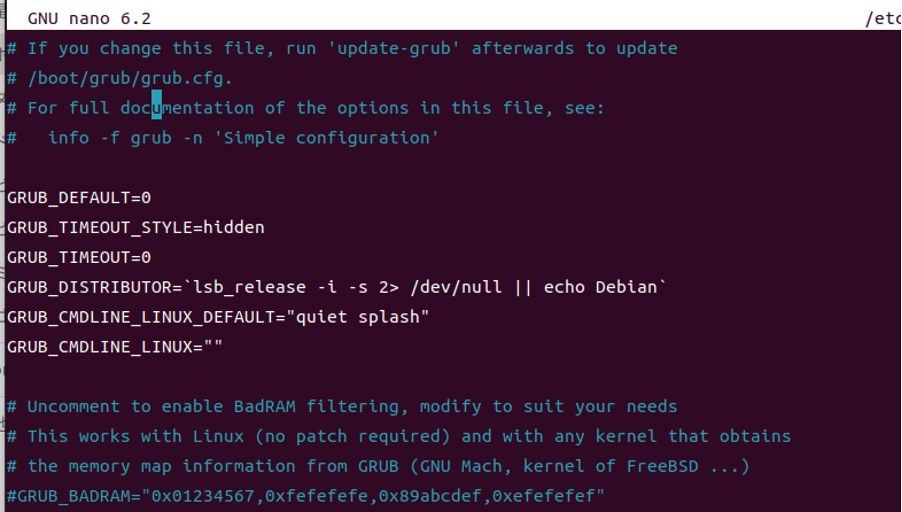 GNU nano 6.2 /etc
# If you change this file, run 'update-grub' afterwards to update
# /boot/grub/grub.cfg.
# For full documentation of the options in this file, see:
#   info -f grub -n 'Simple configuration'
GRUB_DEFAULT=0
GRUB_TIMEOUT_STYLE=hidden
GRUB_TIMEOUT=0
GRUB_DISTRIBUTOR=`lsb_release -i -s 2> /dev/null || echo Debian`
GRUB_CMDLINE_LINUX_DEFAULT="quiet splash"
GRUB_CMDLINE_LINUX=""
# Uncomment to enable BadRAM filtering, modify to suit your needs
# This works with Linux (no patch required) and with any kernel that obtains
# the memory map information from GRUB (GNU Mach, kernel of FreeBSD ...)
#GRUB_BADRAM="0x01234567,0xfefefefe,0x89abcdef,0xefefefef"